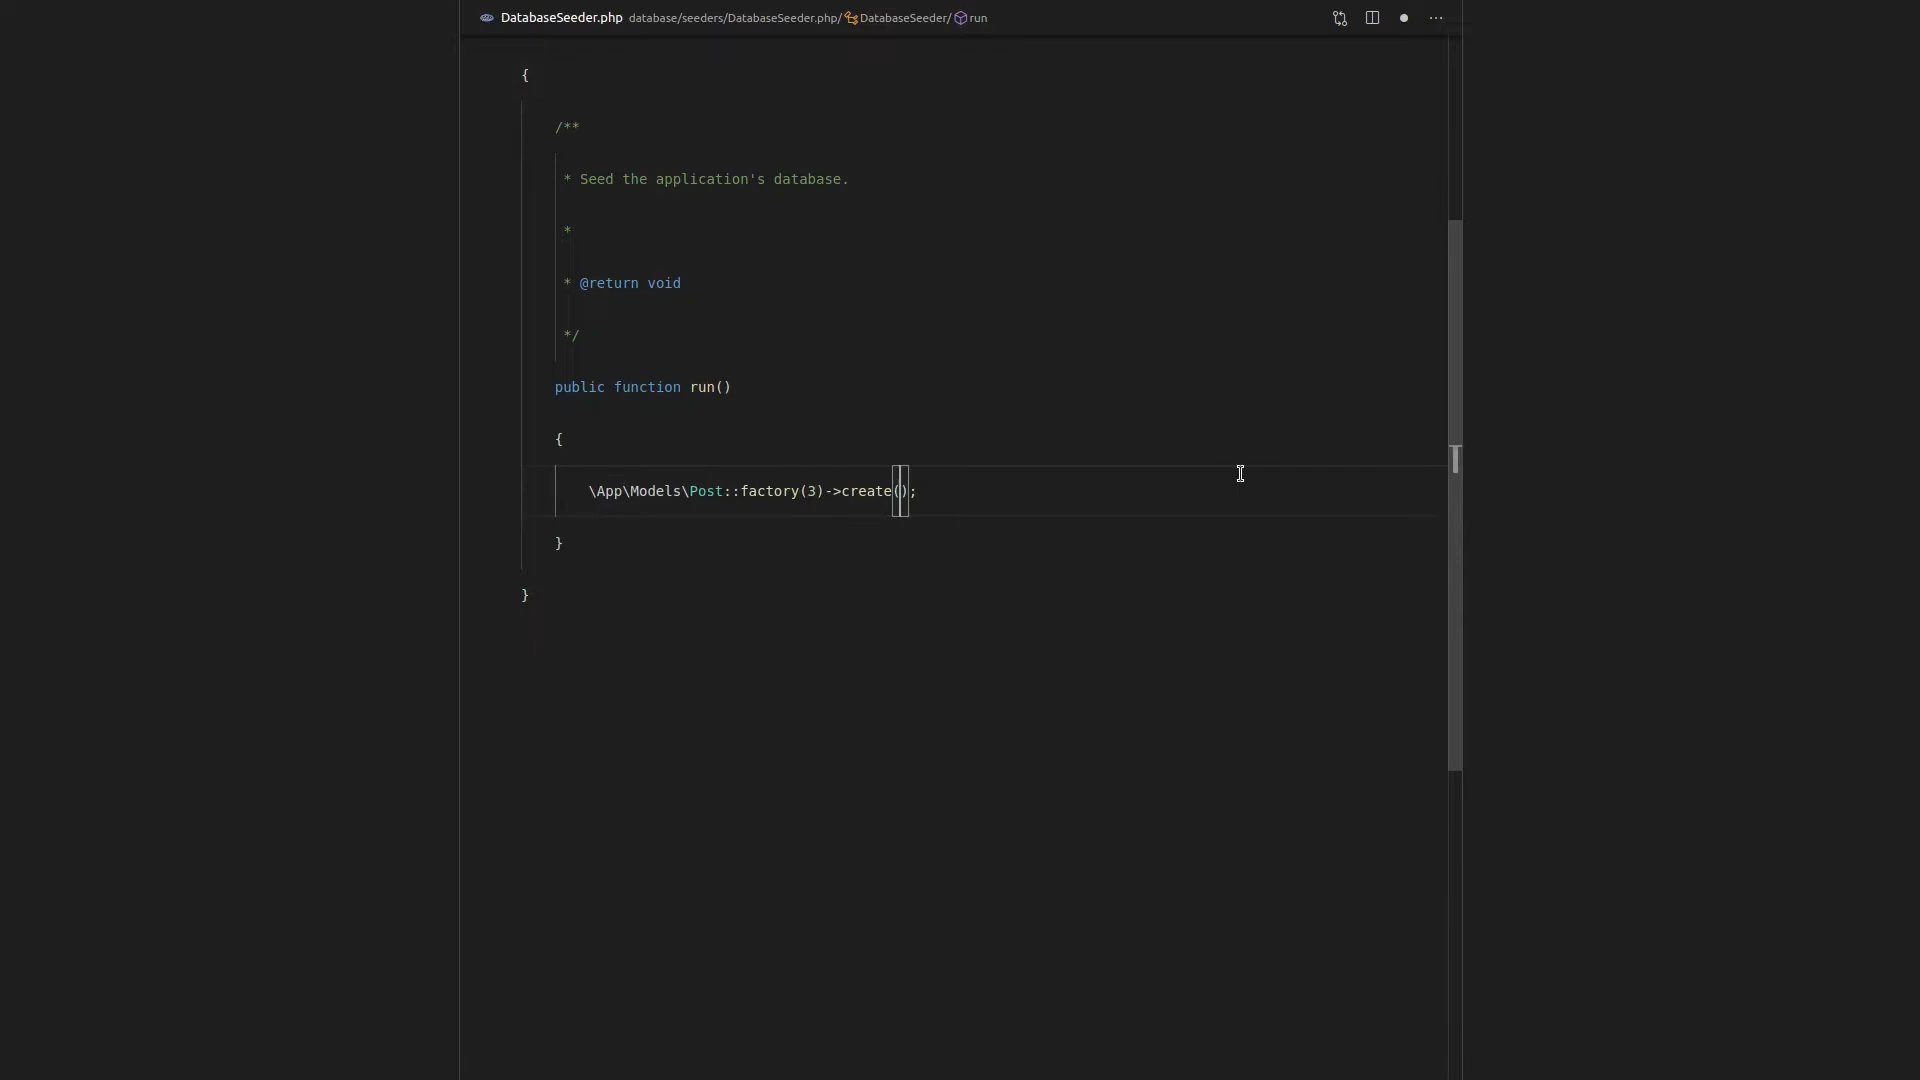 DatabaseSeeder.php database/seeders/DatabaseSeeder.php/ DatabaseSeeder/ run
{
/**
* Seed the application's database.
*
* @return void
*/
public function run()
{
\App\Models\Post::factory(3)->create();
}
}